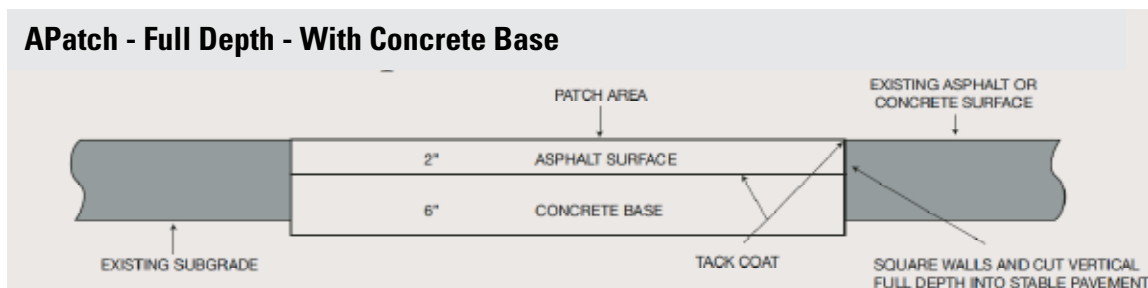 APatch - Full Depth - With Concrete Base
PATCH AREA
EXISTING ASPHALT OR
CONCRETE SURFACE
2" ASPHALT SURFACE
6" CONCRETE BASE
EXISTING SUBGRADE
TACK COAT
SQUARE WALLS AND CUT VERTICAL
FULL DEPTH INTO STABLE PAVEMENT